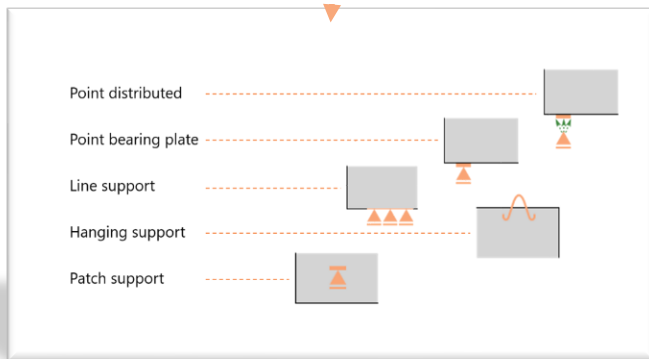 Point distributed
Point bearing plate
Line support
Hanging support
Patch support